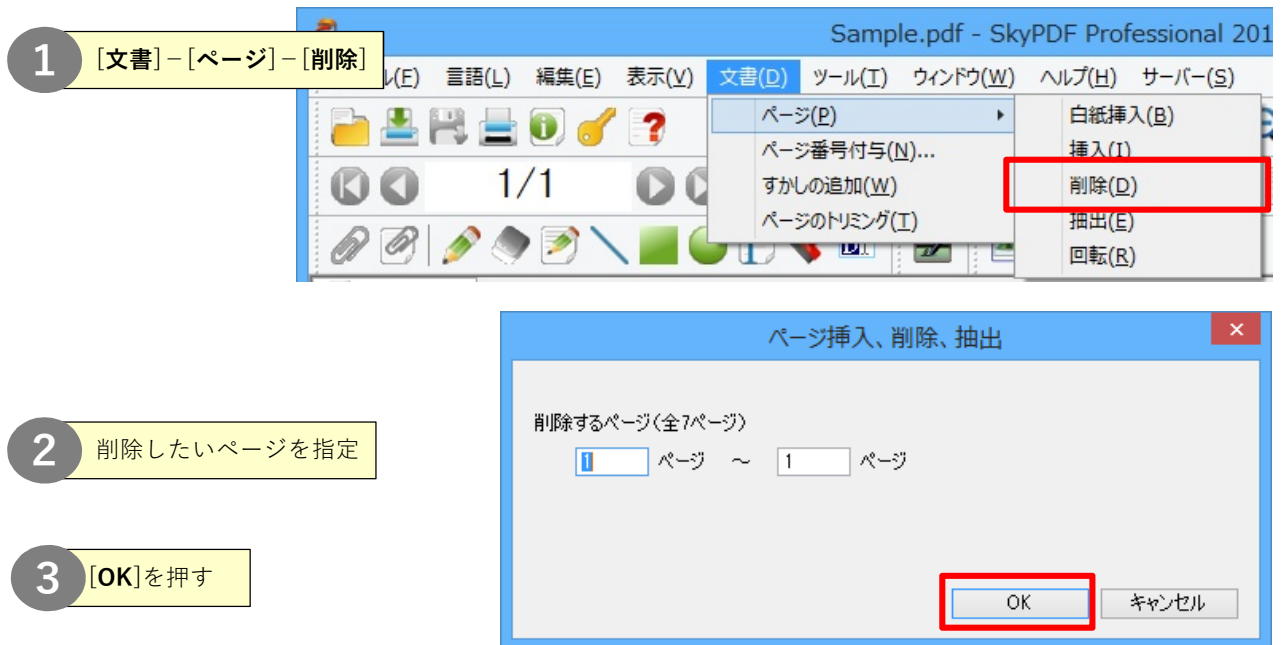 Sample.pdf - SkyPDF Professional 201
1 [文書]－[ページ]－[削除]
ル(F) 言語(L) 編集(E) 表示(V) 文書(D) ツール(T) ウィンドウ(W) ヘルプ(H) サーバー(S)
ページ(P)
ページ番号付与(N)...
すかしの追加(W)
ページのトリミング(T)
白紙挿入(B)
挿入(I)
削除(D)
抽出(E)
回転(R)
1/1
ページ挿入、削除、抽出
削除するページ(全7ページ)
1 ページ ～ 1 ページ
2 削除したいページを指定
3 [OK]を押す
OK キャンセル